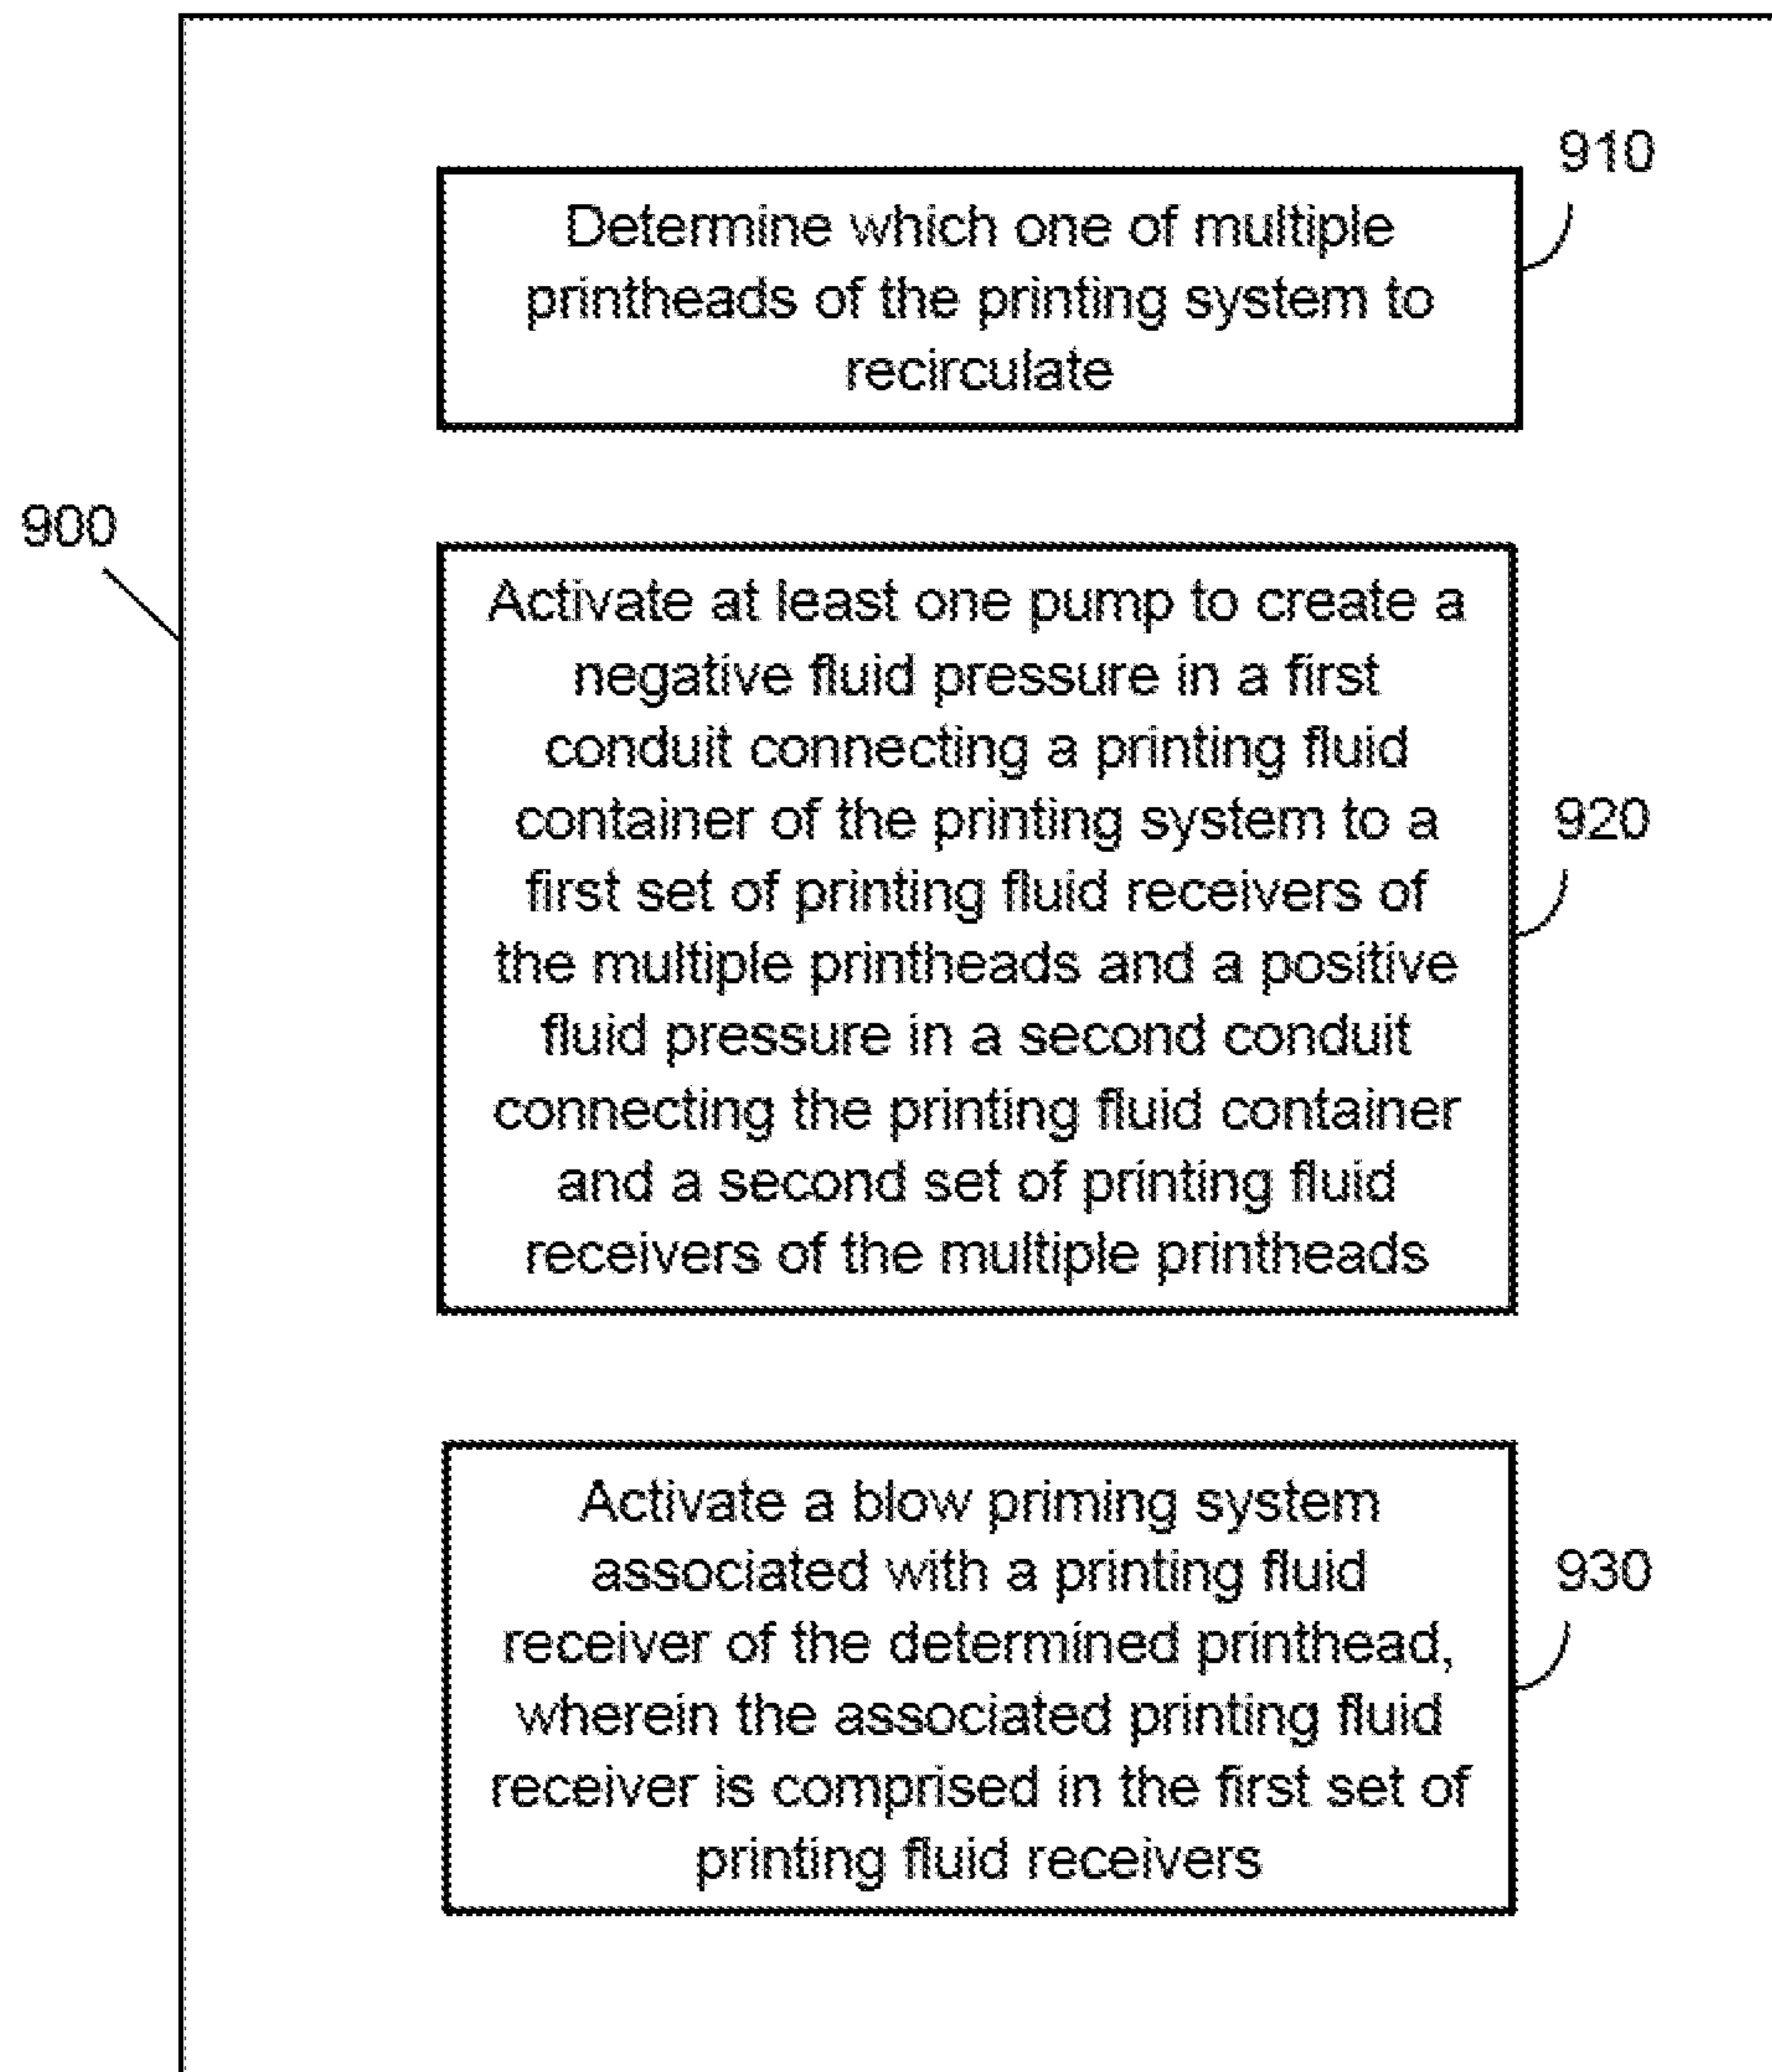 910
Determine which one of multiple
printheads of the printing system to
recirculate
900
Activate at least one pump to create a
negative fluid pressure in a first
conduit connecting a printing fluid
container of the printing system to a
first set of printing fluid receivers of
the multiple printheads and a positive
fluid pressure in a second conduit
connecting the printing fluid container
and a second set of printing fluid
receivers of the multiple printheads
920
Activate a blow priming system
associated with a printing fluid
receiver of the determined printhead,
wherein the associated printing fluid
receiver is comprised in the first set of
printing fluid receivers
930